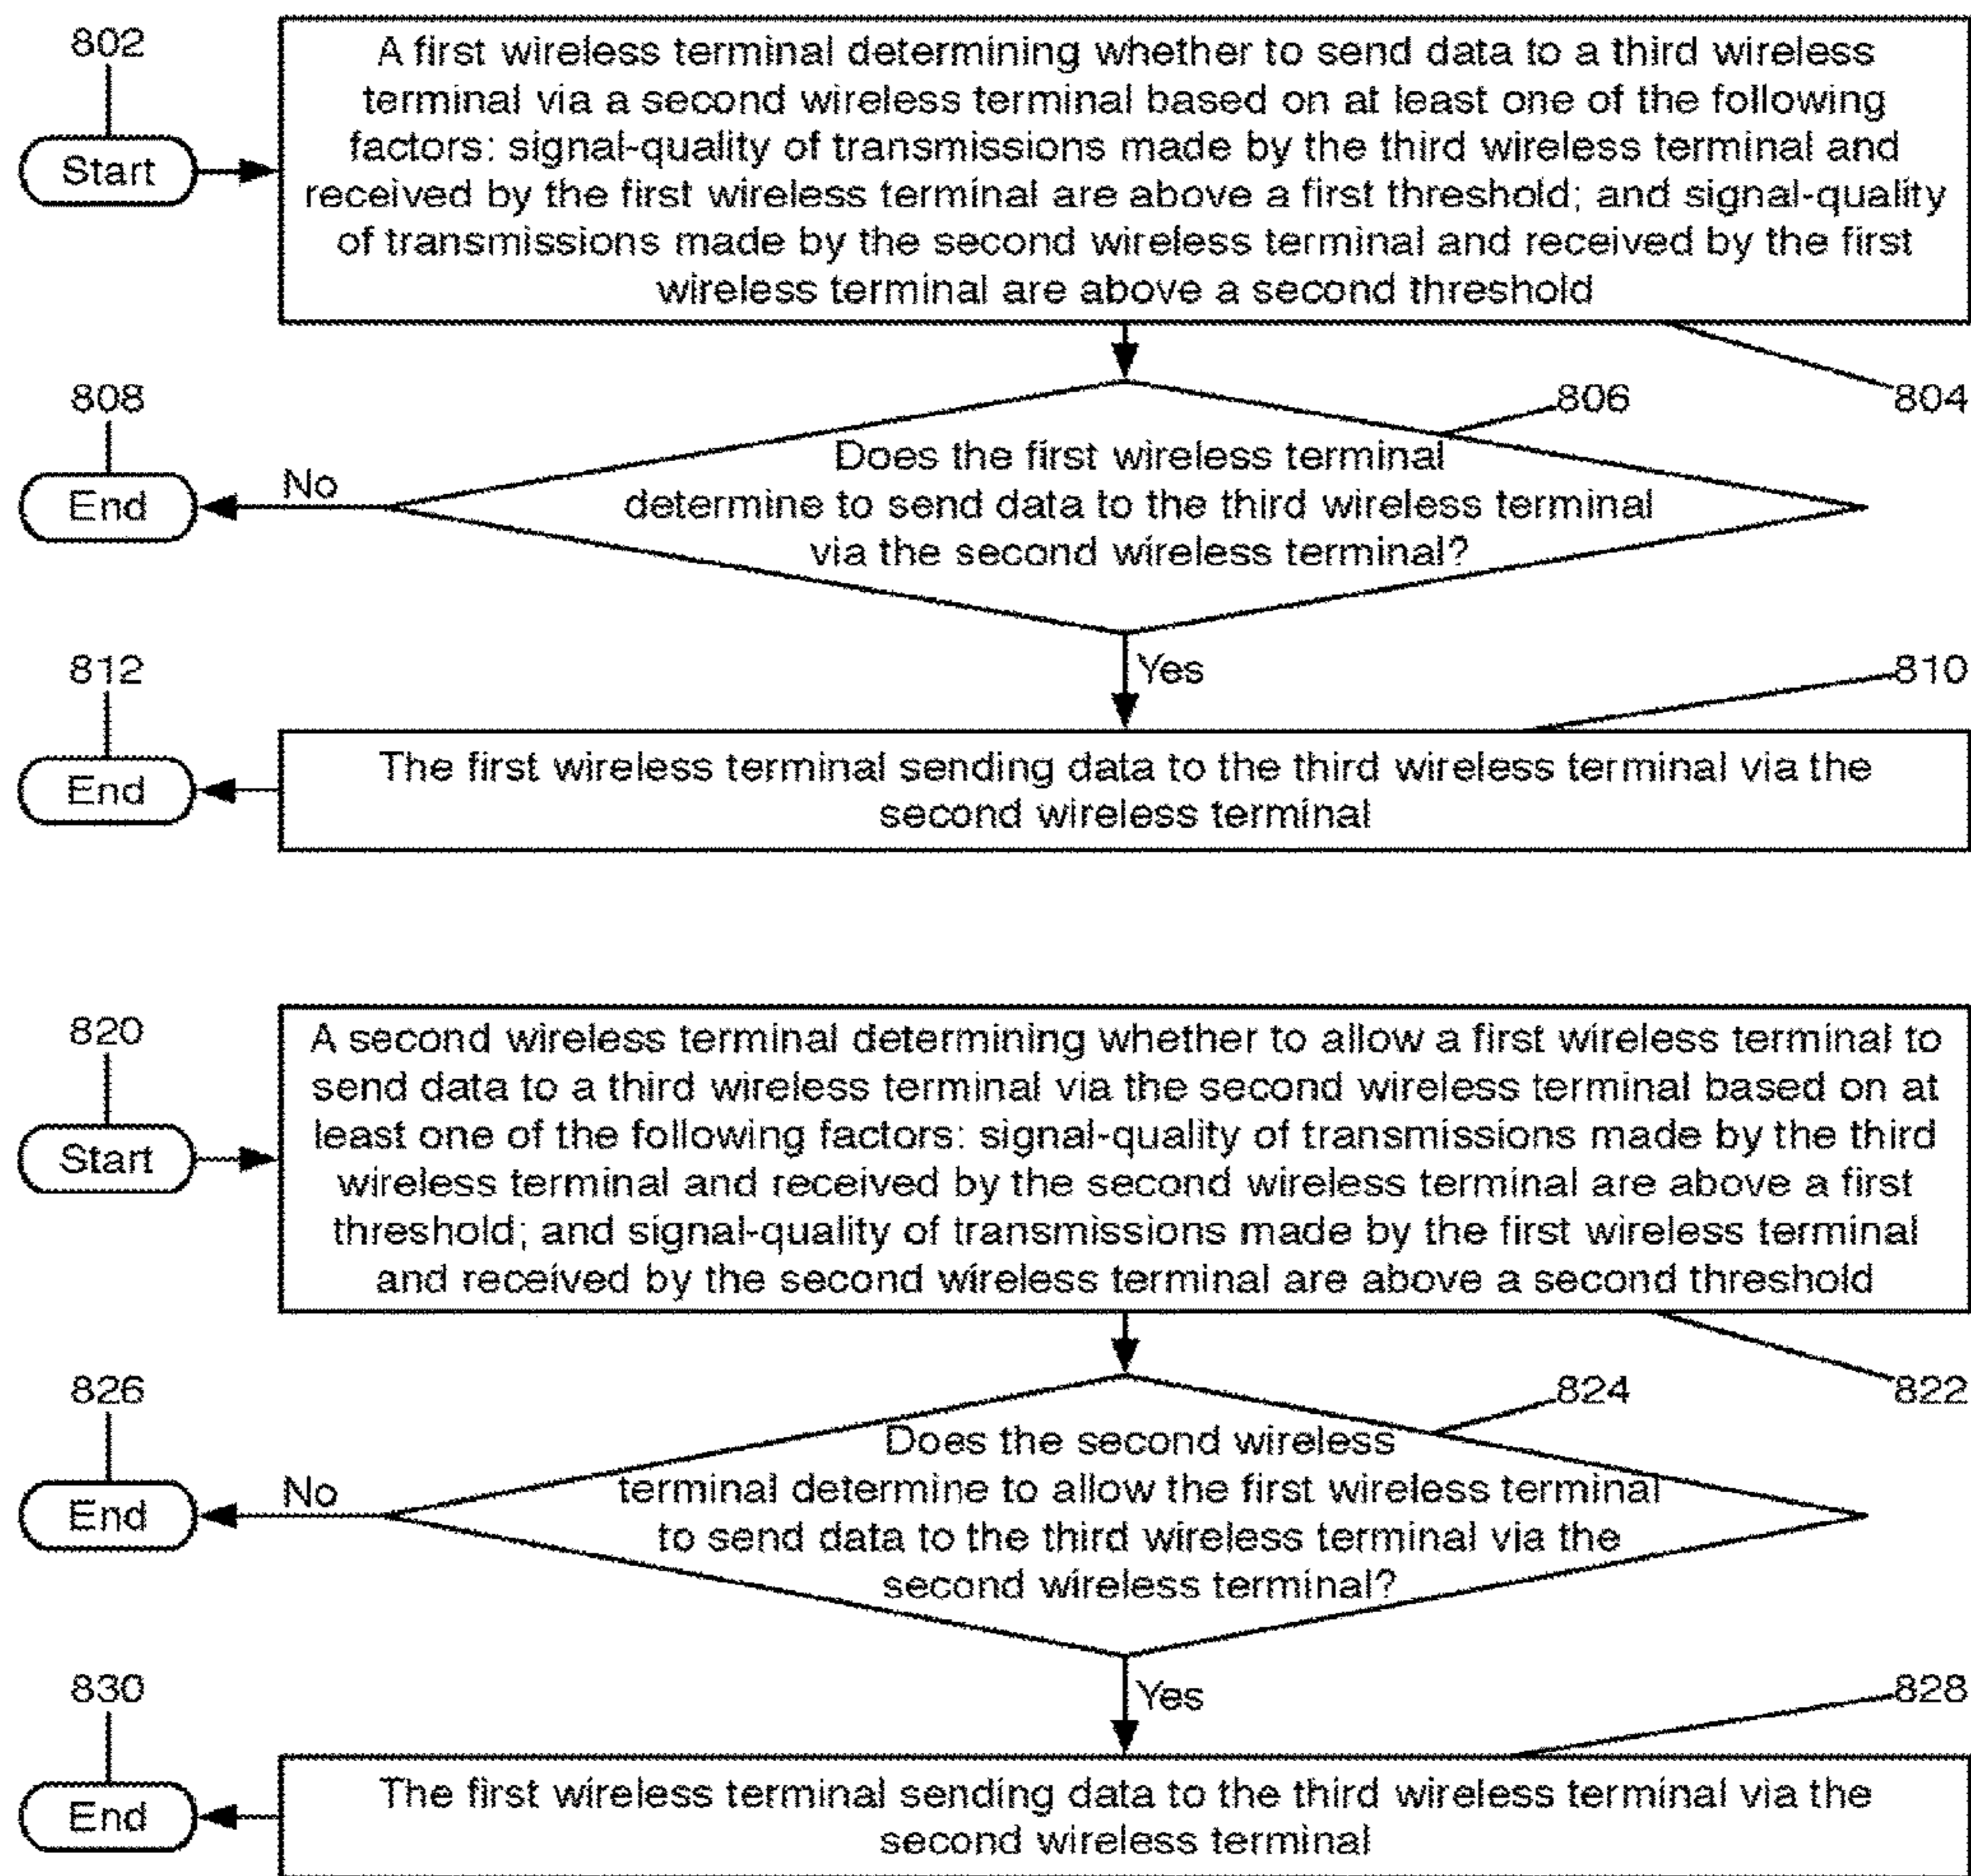 802
A first wireless terminal determining whether to send data to a third wireless
terminal via a second wireless terminal based on at least one of the following
factors: signal-quality of transmissions made by the third wireless terminal and
received by the first wireless terminal are above a first threshold; and signal-quality
of transmissions made by the second wireless terminal and received by the first
wireless terminal are above a second threshold
Start
804
806
808
Does the first wireless terminal
determine to send data to the third wireless terminal
via the second wireless terminal?
No
End
Yes
810
812
The first wireless terminal sending data to the third wireless terminal via the
second wireless terminal
End
820
A second wireless terminal determining whether to allow a first wireless terminal to
send data to a third wireless terminal via the second wireless terminal based on at
least one of the following factors: signal-quality of transmissions made by the third
wireless terminal and received by the second wireless terminal are above a first
threshold; and signal-quality of transmissions made by the first wireless terminal
and received by the second wireless terminal are above a second threshold
Start
822
824
826
Does the second wireless
terminal determine to allow the first wireless terminal
to send data to the third wireless terminal via the
second wireless terminal?
No
End
Yes
828
830
The first wireless terminal sending data to the third wireless terminal via the
second wireless terminal
End